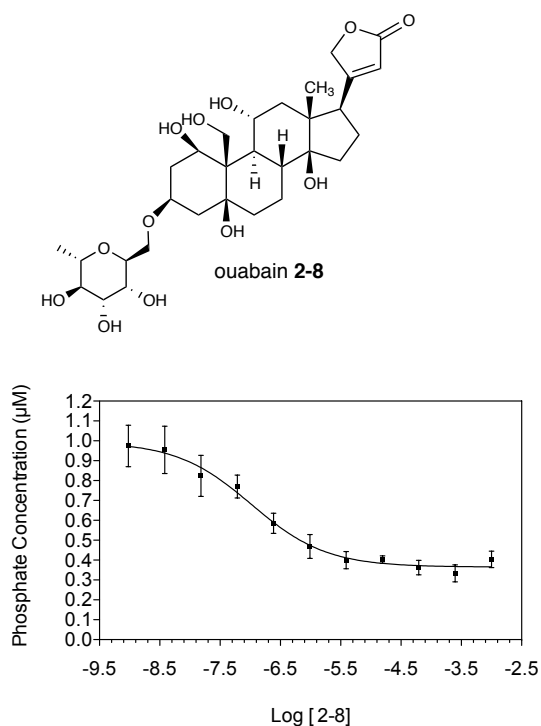 O
O
CH₃
HO
HO
H
HO
H
OH
O
OH
O
HO
OH
HO
OH
ouabain 2-8
Phosphate Concentration (µM)
1.2
1.1
1.0
0.9
0.8
0.7
0.6
0.5
0.4
0.3
0.2
0.1
0.0
-9.5 -8.5 -7.5 -6.5 -5.5 -4.5 -3.5 -2.5
Log [2-8]